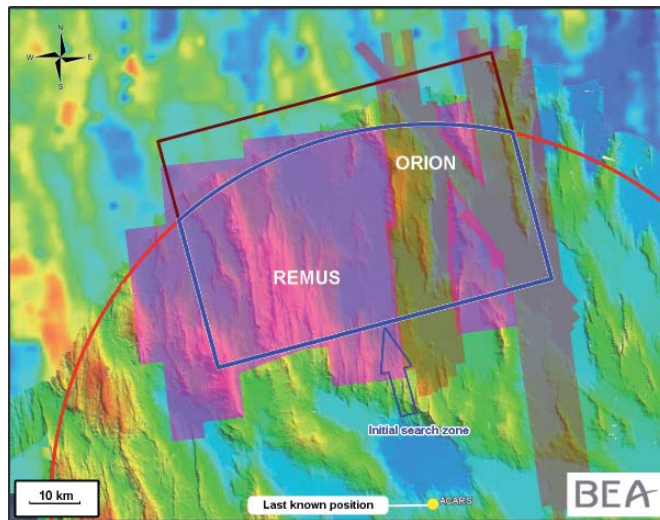 N
W E
S
ORION
REMUS
Initial search zone
10 km
Last known position
ACARS
BEA